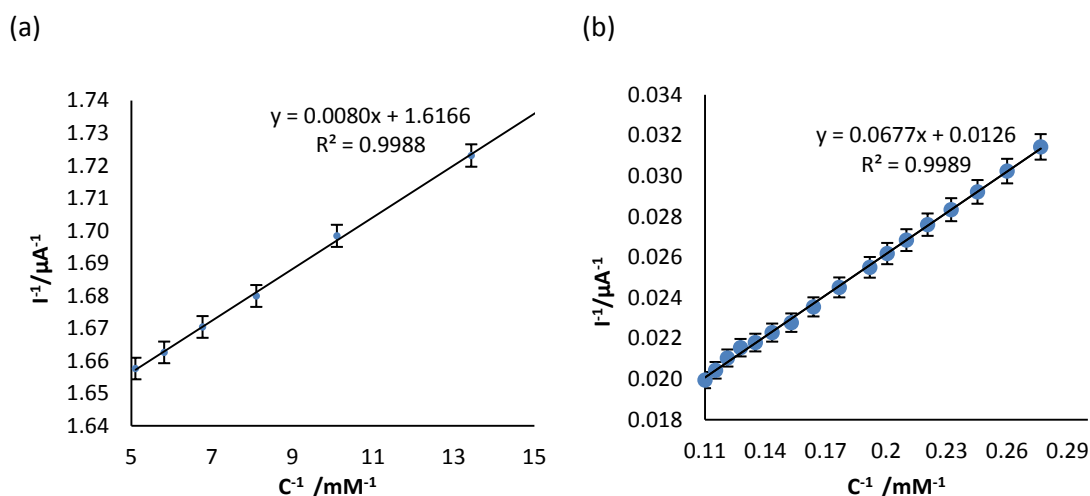 (a)
(b)
1.74
1.73
1.72
1.71
1.70
1.69
1.68
1.67
1.66
1.65
1.64
I⁻¹/µA⁻¹
y = 0.0080x + 1.6166
R² = 0.9988
5 7 9 11 13 15
C⁻¹ /mM⁻¹
0.034
0.032
0.030
0.028
0.026
0.024
0.022
0.020
0.018
I⁻¹/µA⁻¹
y = 0.0677x + 0.0126
R² = 0.9989
0.11 0.14 0.17 0.2 0.23 0.26 0.29
C⁻¹ /mM⁻¹